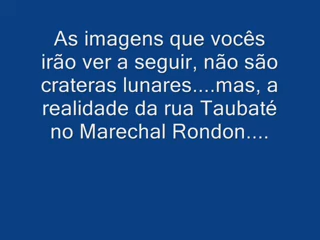 As imagens que vocês
irão ver a seguir, não são
crateras lunares....mas, a
realidade da rua Taubaté
no Marechal Rondon....